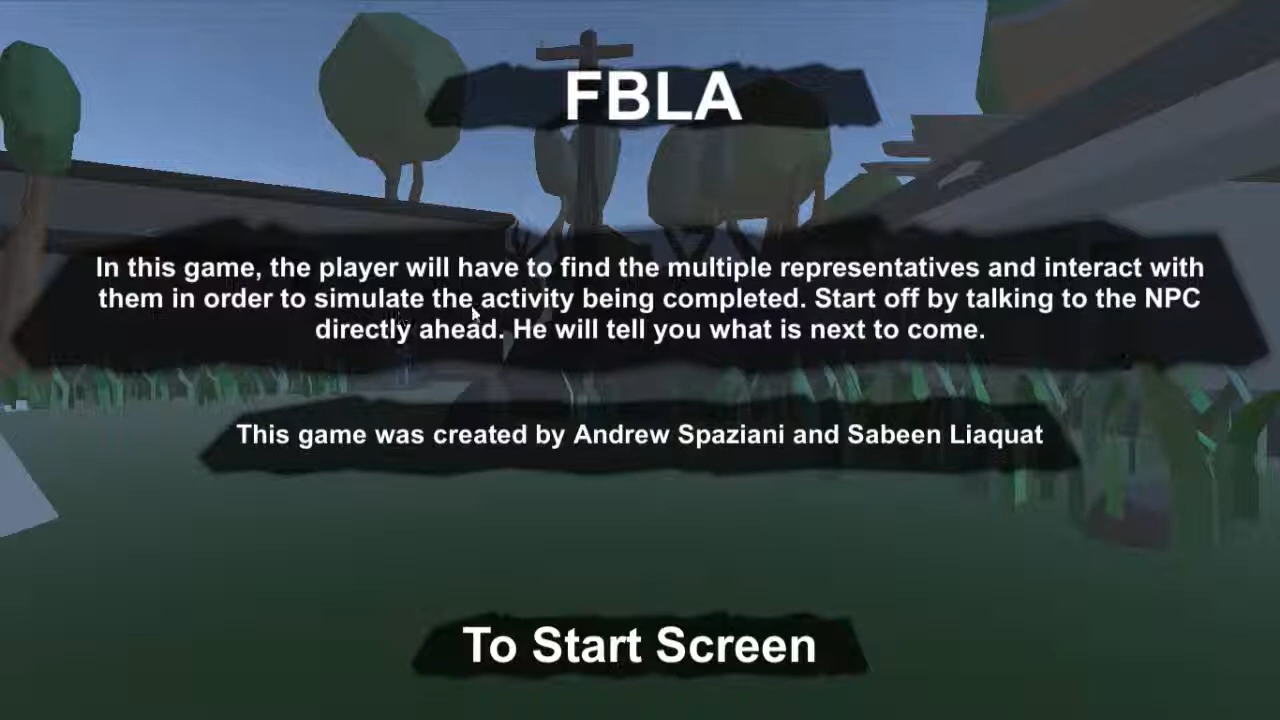 FBLA
In this game, the player will have to find the multiple representatives and interact with
them in order to simulate the activity being completed. Start off by talking to the NPC
directly ahead. He will tell you what is next to come.
This game was created by Andrew Spaziani and Sabeen Liaquat
To Start Screen